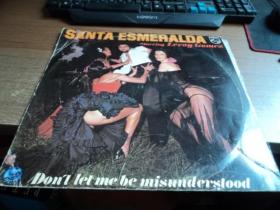 SANTA ESMERALDA
starring Leroy Gomez
Don't let me be misunderstood